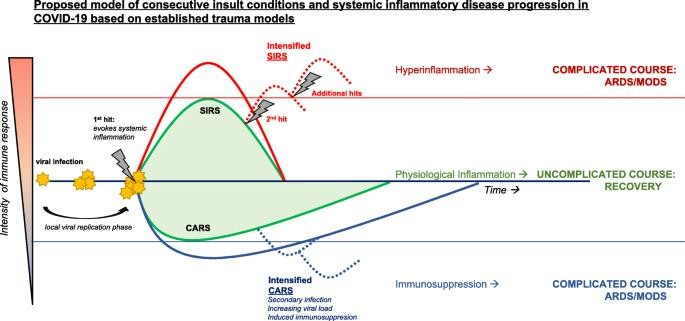 Proposed model of consecutive insult conditions and systemic inflammatory disease progression in
COVID-19 based on established trauma models
Intensity of immune response
Intensified
SIRS
Hyperinflammation →
COMPLICATED COURSE:
ARDS/MODS
Additional hits
2nd hit
SIRS
1st hit:
evokes systemic
inflammation
viral infection
Physiological Inflammation →
UNCOMPLICATED COURSE:
RECOVERY
Time →
local viral replication phase
CARS
Intensified
CARS
Secondary infection
Increasing viral load
Induced immunosuppresion
Immunosuppression →
COMPLICATED COURSE:
ARDS/MODS